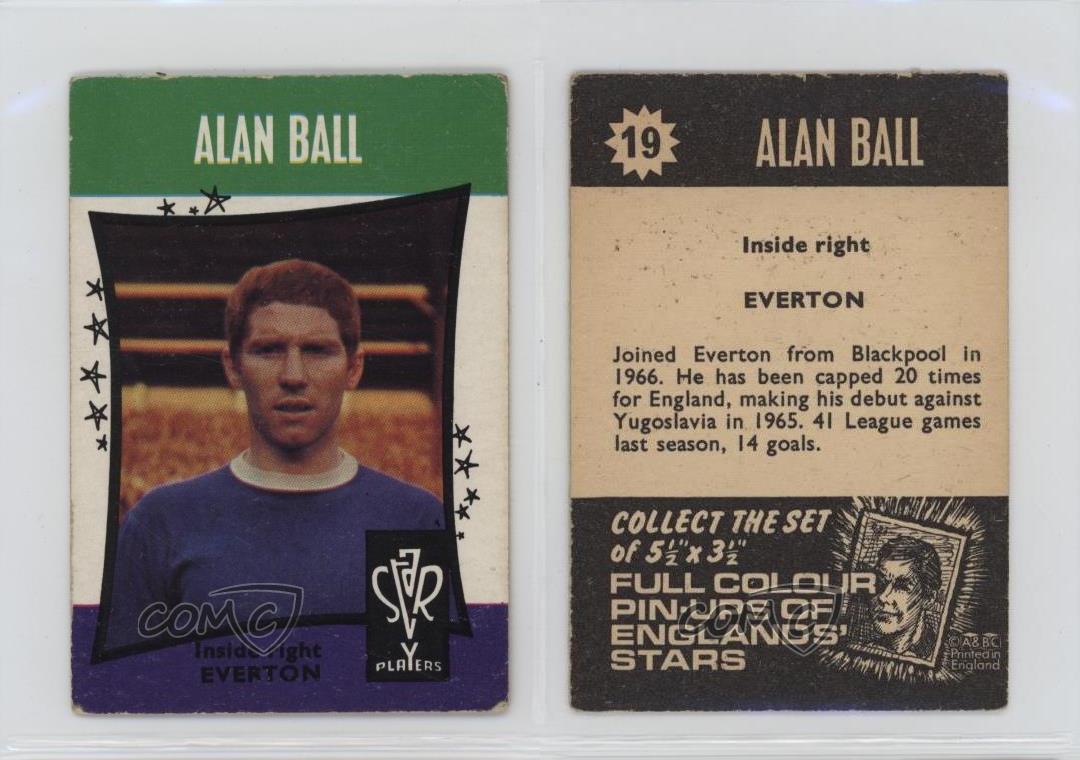 ALAN BALL
STAR
PLAYERS
COMC
Inside right
EVERTON
19
ALAN BALL
Inside right
EVERTON
Joined Everton from Blackpool in
1966. He has been capped 20 times
for England, making his debut against
Yugoslavia in 1965. 41 League games
last season, 14 goals.
COLLECT THE SET
of 5½" x 3½"
FULL COLOUR
PIN-UPS OF
ENGLANDS'
STARS
COMC
© A & BC
Printed in
England